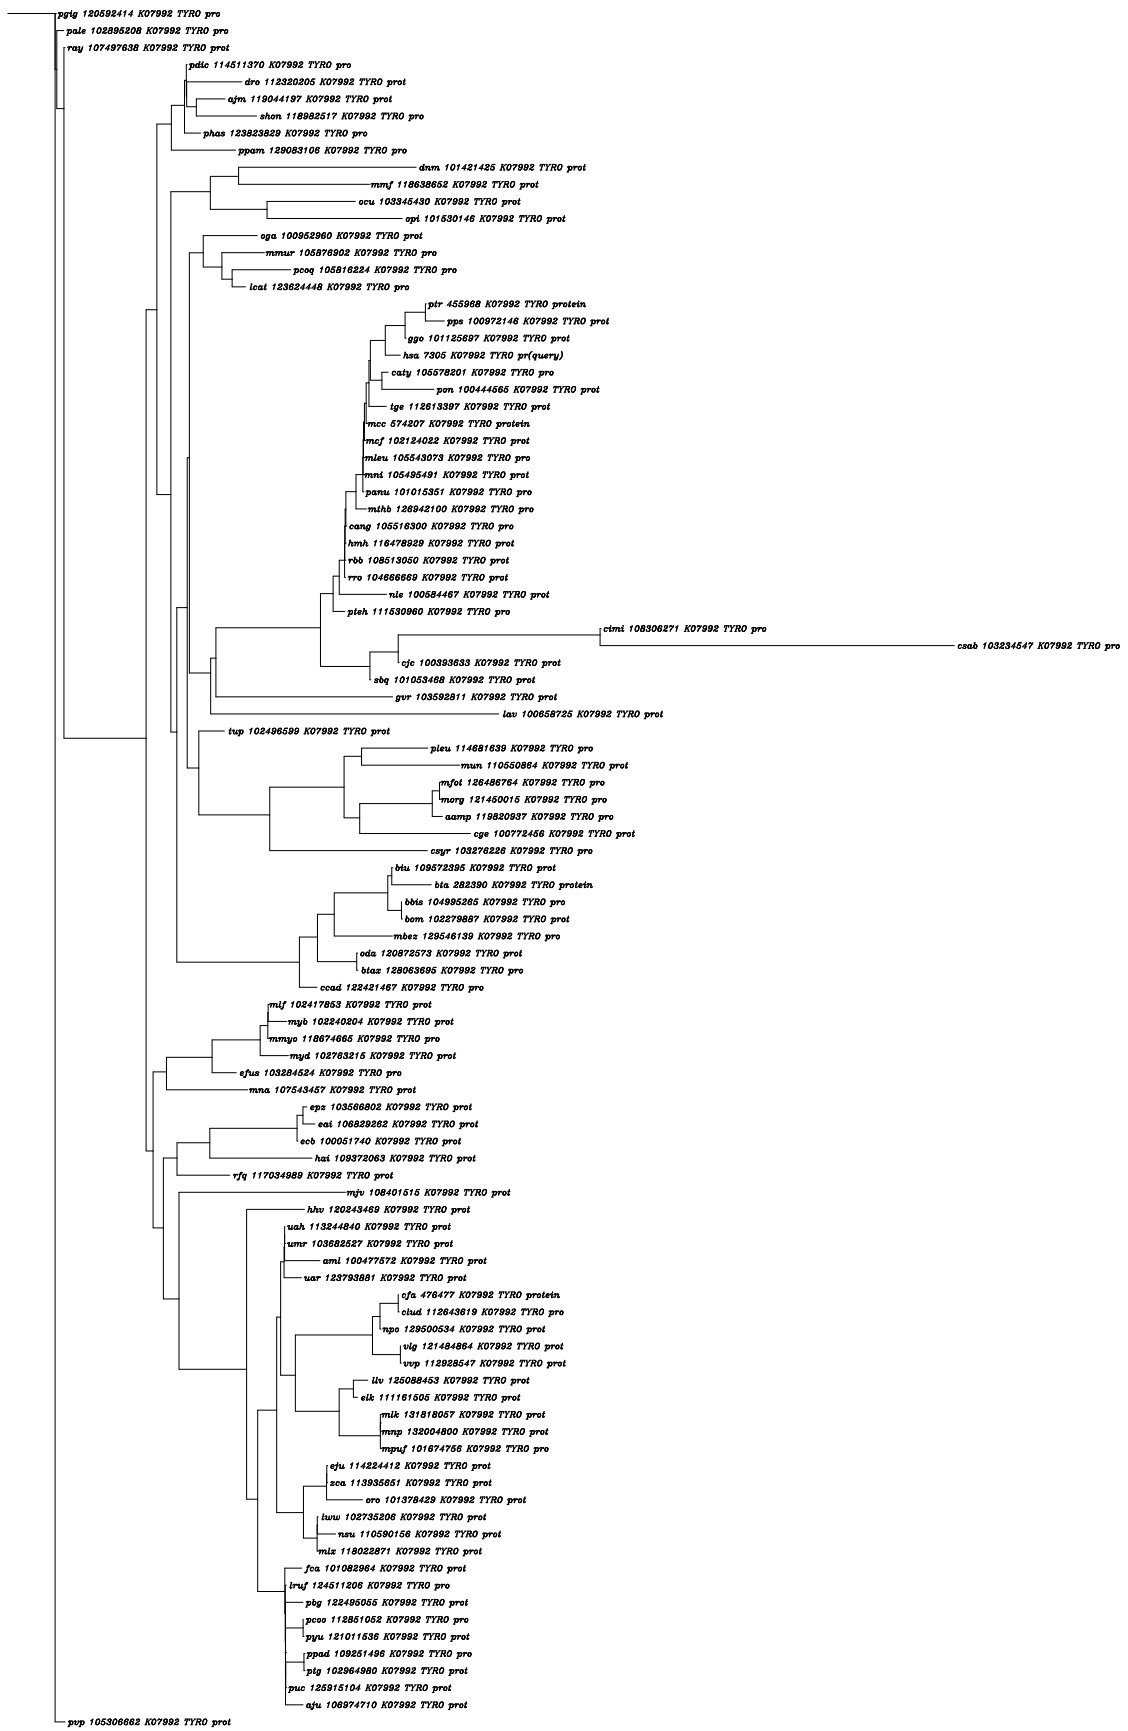 pgig 120592414 K07992 TYRO pro
pale 102895208 K07992 TYRO pro
ray 107497638 K07992 TYRO prot
pdic 114511370 K07992 TYRO pro
dro 112320205 K07992 TYRO prot
ajm 119044197 K07992 TYRO prot
shon 118982517 K07992 TYRO pro
phas 123823829 K07992 TYRO pro
ppam 129083106 K07992 TYRO pro
dnm 101421425 K07992 TYRO prot
mmf 118638652 K07992 TYRO prot
ocu 103345430 K07992 TYRO prot
opi 101530146 K07992 TYRO prot
oga 100952960 K07992 TYRO prot
mmur 105876902 K07992 TYRO pro
pcoq 105816224 K07992 TYRO pro
lcat 123624448 K07992 TYRO pro
ptr 455968 K07992 TYRO protein
pps 100972146 K07992 TYRO prot
ggo 101125697 K07992 TYRO prot
hsa 7305 K07992 TYRO pr(query)
caty 105578201 K07992 TYRO pro
pon 100444565 K07992 TYRO prot
tge 112613397 K07992 TYRO prot
mcc 574207 K07992 TYRO protein
mcf 102124022 K07992 TYRO prot
mleu 105543073 K07992 TYRO pro
mni 105495491 K07992 TYRO prot
panu 101015351 K07992 TYRO pro
mthb 126942100 K07992 TYRO pro
cang 105516300 K07992 TYRO pro
hmh 116478929 K07992 TYRO prot
rbb 108513050 K07992 TYRO prot
rro 104666669 K07992 TYRO prot
nle 100584467 K07992 TYRO prot
pteh 111530960 K07992 TYRO pro
cimi 108306271 K07992 TYRO pro
csab 103234547 K07992 TYRO pro
cjc 100393633 K07992 TYRO prot
sbq 101053468 K07992 TYRO prot
gvr 103592811 K07992 TYRO prot
lav 100658725 K07992 TYRO prot
tup 102496599 K07992 TYRO prot
pleu 114681639 K07992 TYRO pro
mun 110550864 K07992 TYRO prot
mfot 126486764 K07992 TYRO pro
morg 121450015 K07992 TYRO pro
aamp 119820937 K07992 TYRO pro
cge 100772456 K07992 TYRO prot
csyr 103276226 K07992 TYRO pro
biu 109572395 K07992 TYRO prot
bta 282390 K07992 TYRO protein
bbis 104995265 K07992 TYRO pro
bom 102279887 K07992 TYRO prot
mbez 129546139 K07992 TYRO pro
oda 120872573 K07992 TYRO prot
btax 128063695 K07992 TYRO pro
ccad 122421467 K07992 TYRO pro
mlf 102417853 K07992 TYRO prot
myb 102240204 K07992 TYRO prot
mmyo 118674665 K07992 TYRO pro
myd 102763215 K07992 TYRO prot
efus 103284524 K07992 TYRO pro
mna 107543457 K07992 TYRO prot
epz 103566802 K07992 TYRO prot
eai 106829262 K07992 TYRO prot
ecb 100051740 K07992 TYRO prot
hai 109372063 K07992 TYRO prot
rfq 117034989 K07992 TYRO prot
mjv 108401515 K07992 TYRO prot
hhv 120243469 K07992 TYRO prot
uah 113244840 K07992 TYRO prot
umr 103682527 K07992 TYRO prot
aml 100477572 K07992 TYRO prot
uar 123793881 K07992 TYRO prot
cfa 476477 K07992 TYRO protein
clud 112643619 K07992 TYRO pro
npo 129500534 K07992 TYRO prot
vlg 121484864 K07992 TYRO prot
vvp 112928547 K07992 TYRO prot
llv 125088453 K07992 TYRO prot
elk 111161505 K07992 TYRO prot
mlk 131818057 K07992 TYRO prot
mnp 132004800 K07992 TYRO prot
mpuf 101674756 K07992 TYRO pro
eju 114224412 K07992 TYRO prot
zca 113935651 K07992 TYRO prot
oro 101378429 K07992 TYRO prot
lww 102735206 K07992 TYRO prot
nsu 110590156 K07992 TYRO prot
mlx 118022871 K07992 TYRO prot
fca 101082964 K07992 TYRO prot
lruf 124511206 K07992 TYRO pro
pbg 122495055 K07992 TYRO prot
pcoo 112851052 K07992 TYRO pro
pyu 121011536 K07992 TYRO prot
ppad 109251496 K07992 TYRO pro
ptg 102964980 K07992 TYRO prot
puc 125915104 K07992 TYRO prot
aju 106974710 K07992 TYRO prot
pvp 105306662 K07992 TYRO prot